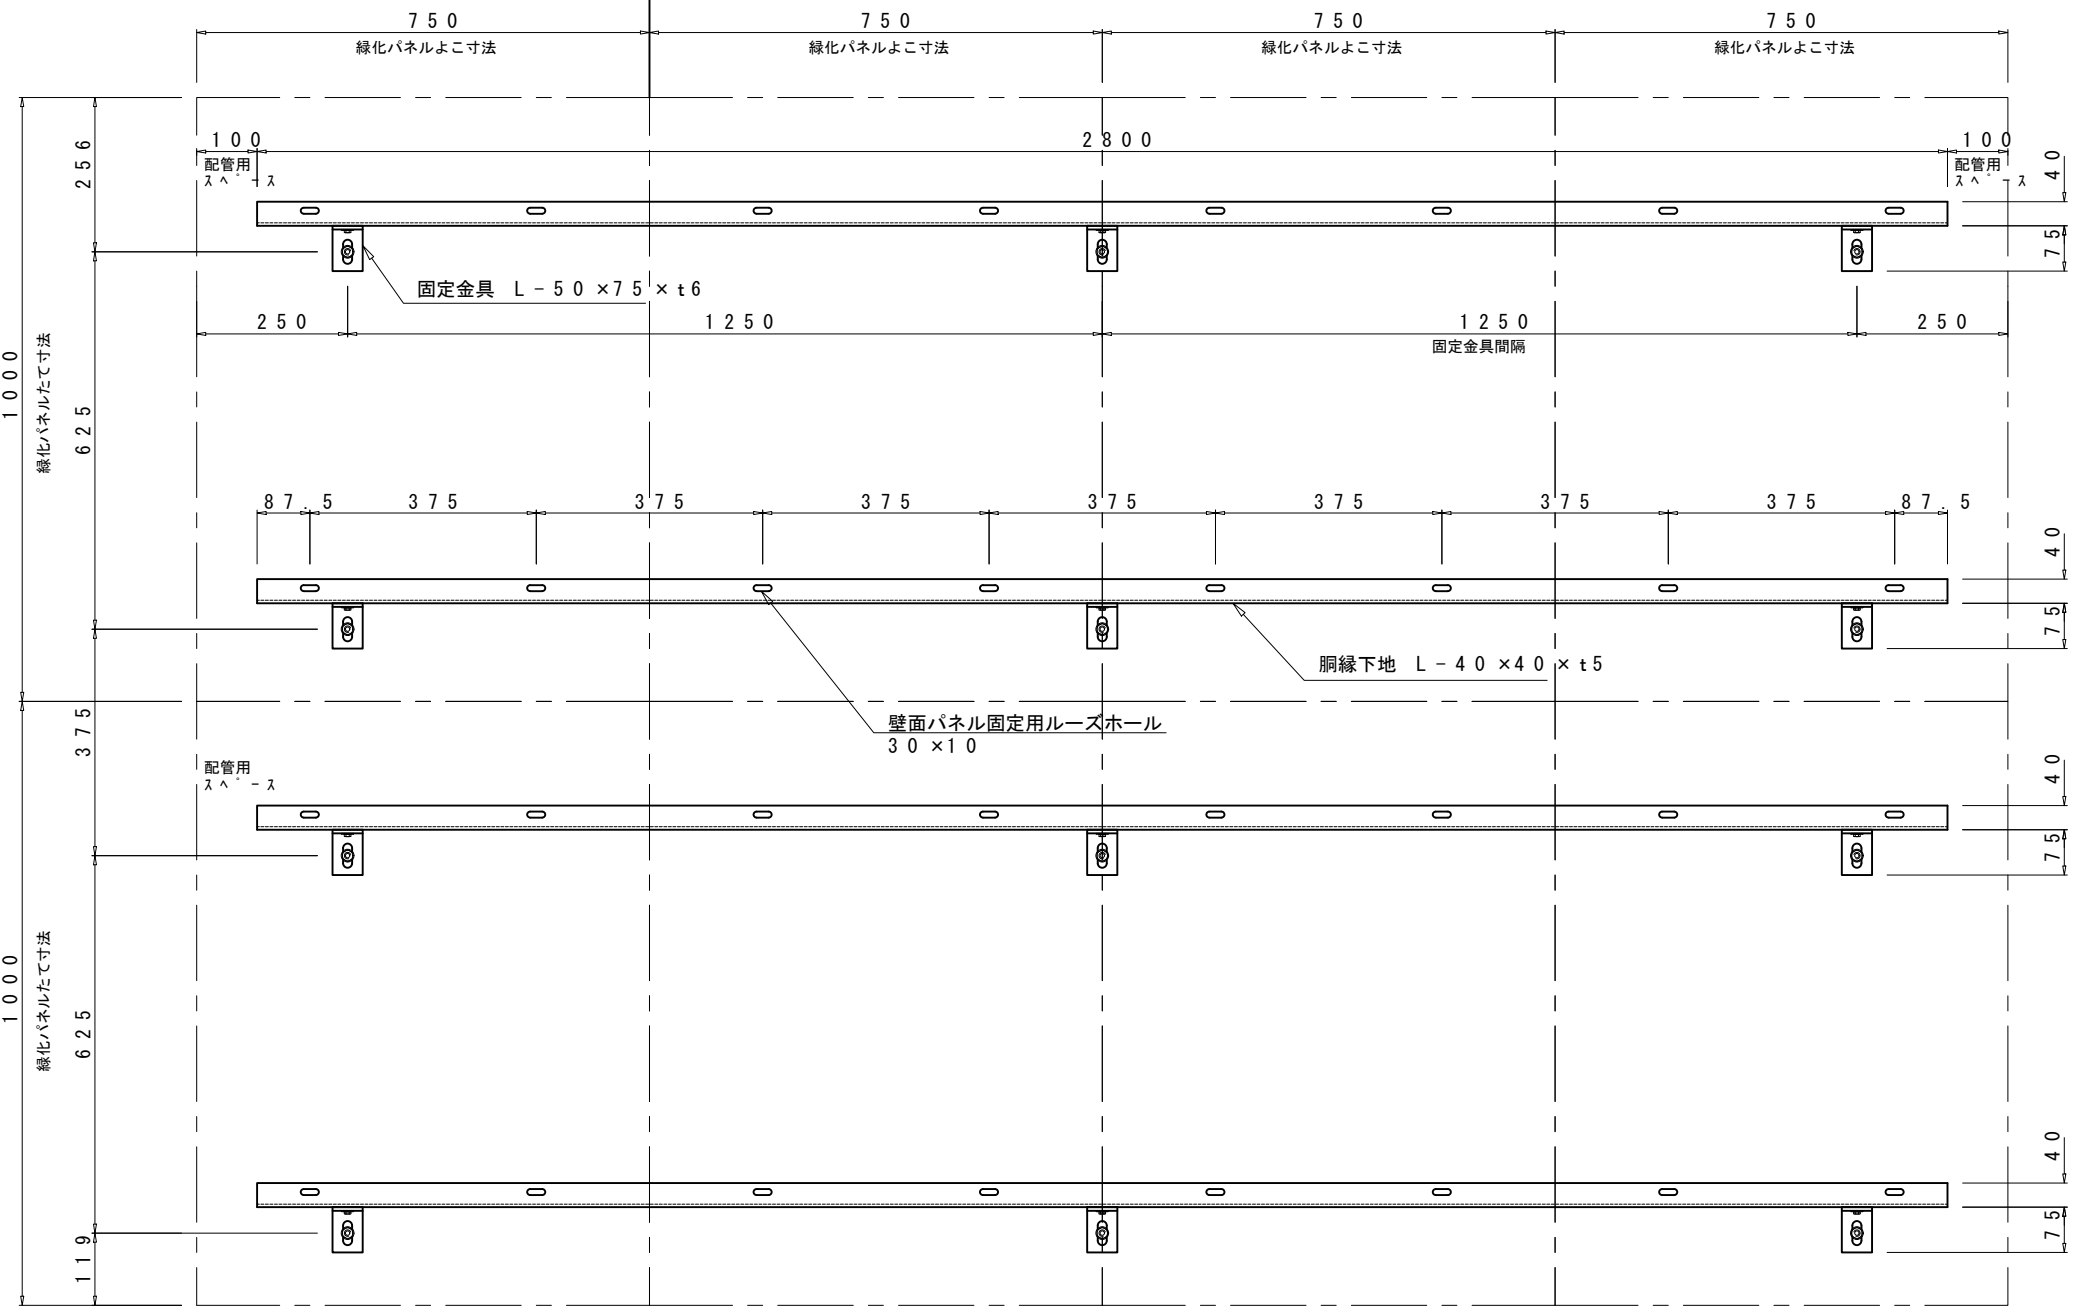 750
750
750
750
緑化パネルよこ寸法
緑化パネルよこ寸法
緑化パネルよこ寸法
緑化パネルよこ寸法
100
2800
100
配管用
スペース
配管用
スペース
256
40
75
固定金具 L-50×75×t6
250
1250
1250
250
固定金具間隔
1000
緑化パネルたて寸法
625
87.5
375
375
375
375
375
375
375
87.5
40
75
胴縁下地 L-40×40×t5
壁面パネル固定用ルーズホール
30×10
375
配管用
スペース
40
75
1000
緑化パネルたて寸法
625
40
75
119